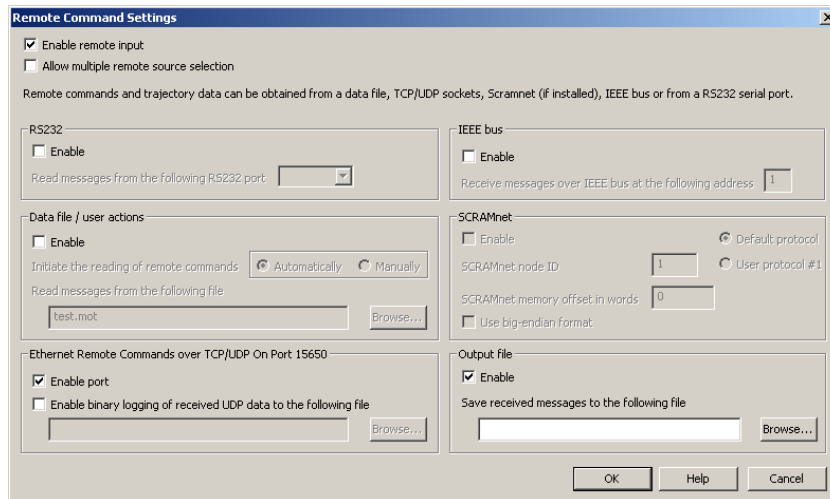 Remote Command Settings
Enable remote input
Allow multiple remote source selection
Remote commands and trajectory data can be obtained from a data file, TCP/UDP sockets, Scramnet (if installed), IEEE bus or from a RS232 serial port.
RS232
Enable
Read messages from the following RS232 port
IEEE bus
Enable
Receive messages over IEEE bus at the following address 1
Data file / user actions
Enable
Initiate the reading of remote commands Automatically Manually
Read messages from the following file
test.mot Browse...
SCRAMnet
Enable Default protocol
SCRAMnet node ID 1 User protocol #1
SCRAMnet memory offset in words 0
Use big-endian format
Ethernet Remote Commands over TCP/UDP On Port 15650
Enable port
Enable binary logging of received UDP data to the following file
Browse...
Output file
Enable
Save received messages to the following file
Browse...
OK Help Cancel